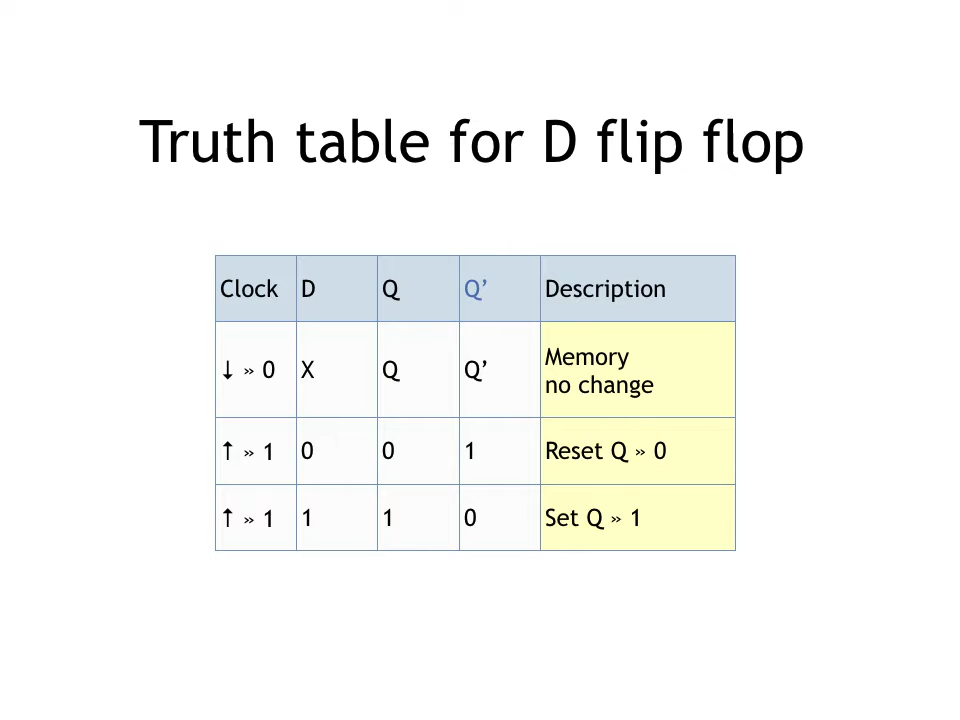 Truth table for D flip flop
Clock D Q Q’ Description
↓ » 0 X Q Q’ Memory
no change
↑ » 1 0 0 1 Reset Q » 0
↑ » 1 1 1 0 Set Q » 1